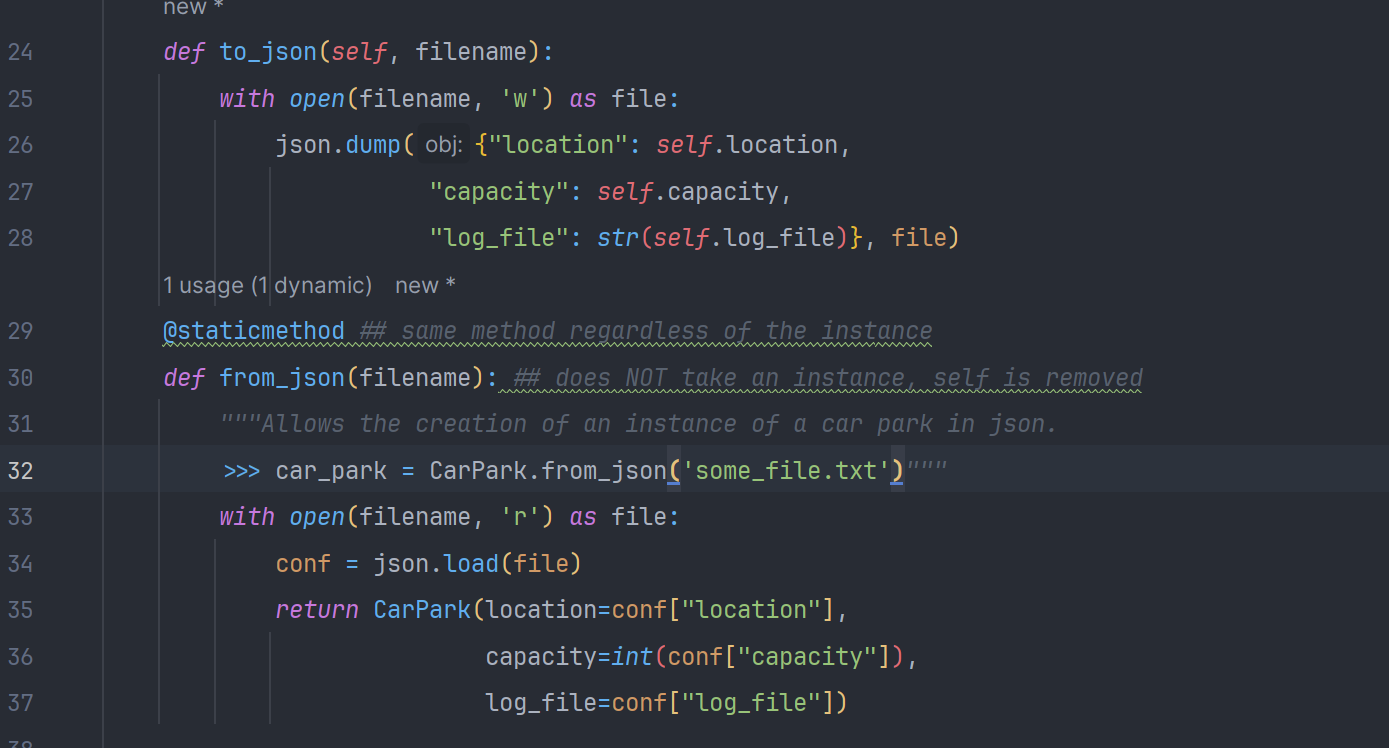 new *
24 def to_json(self, filename):
25 with open(filename, 'w') as file:
26 json.dump( obj: {"location": self.location,
27 "capacity": self.capacity,
28 "log_file": str(self.log_file)}, file)
1 usage (1 dynamic) new *
29 @staticmethod ## same method regardless of the instance
30 def from_json(filename): ## does NOT take an instance, self is removed
31 """Allows the creation of an instance of a car park in json.
32 >>> car_park = CarPark.from_json('some_file.txt')"""
33 with open(filename, 'r') as file:
34 conf = json.load(file)
35 return CarPark(location=conf["location"],
36 capacity=int(conf["capacity"]),
37 log_file=conf["log_file"])
38